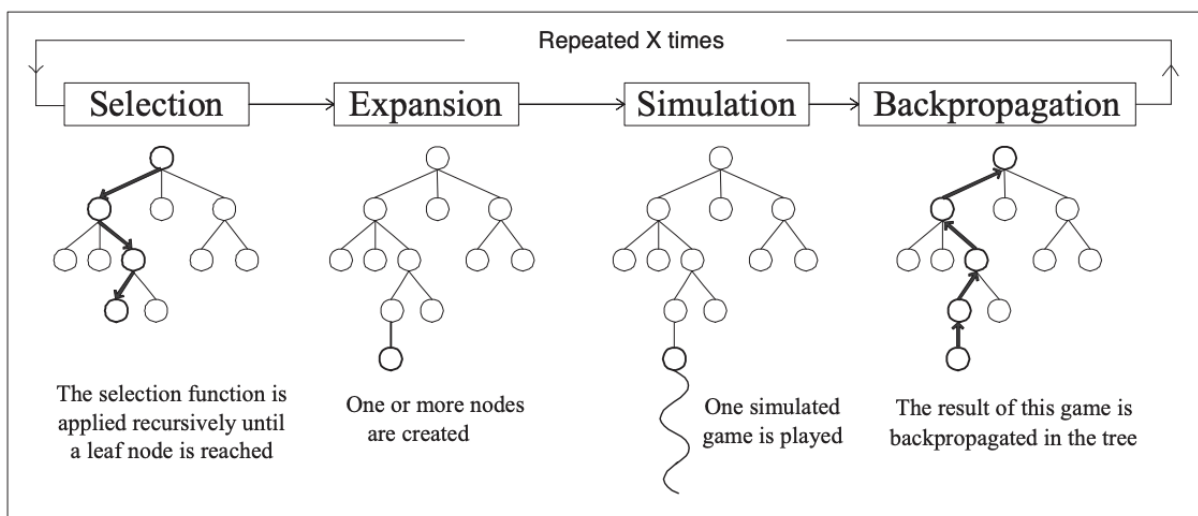 Repeated X times
Selection
Expansion
Simulation
Backpropagation
The selection function is
applied recursively until
a leaf node is reached
One or more nodes
are created
One simulated
game is played
The result of this game is
backpropagated in the tree